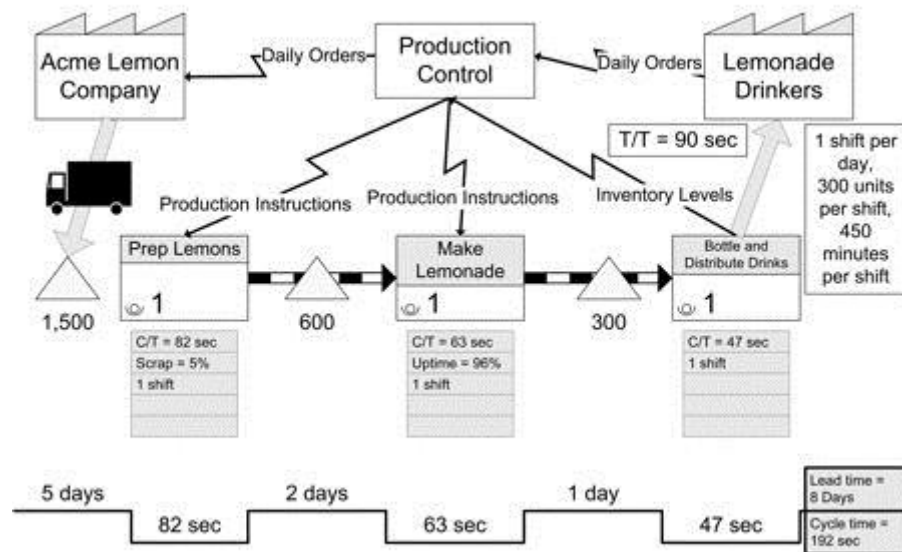 Acme Lemon
Company
Daily Orders
Production
Control
Daily Orders
Lemonade
Drinkers
T/T = 90 sec
1 shift per
day,
300 units
per shift,
450
minutes
per shift
Production Instructions
Production Instructions
Inventory Levels
Prep Lemons
1
Make
Lemonade
1
Bottle and
Distribute Drinks
1
1,500
600
300
C/T = 82 sec
Scrap = 5%
1 shift
C/T = 63 sec
Uptime = 96%
1 shift
C/T = 47 sec
1 shift
5 days
82 sec
2 days
63 sec
1 day
47 sec
Lead time =
8 Days
Cycle time =
192 sec